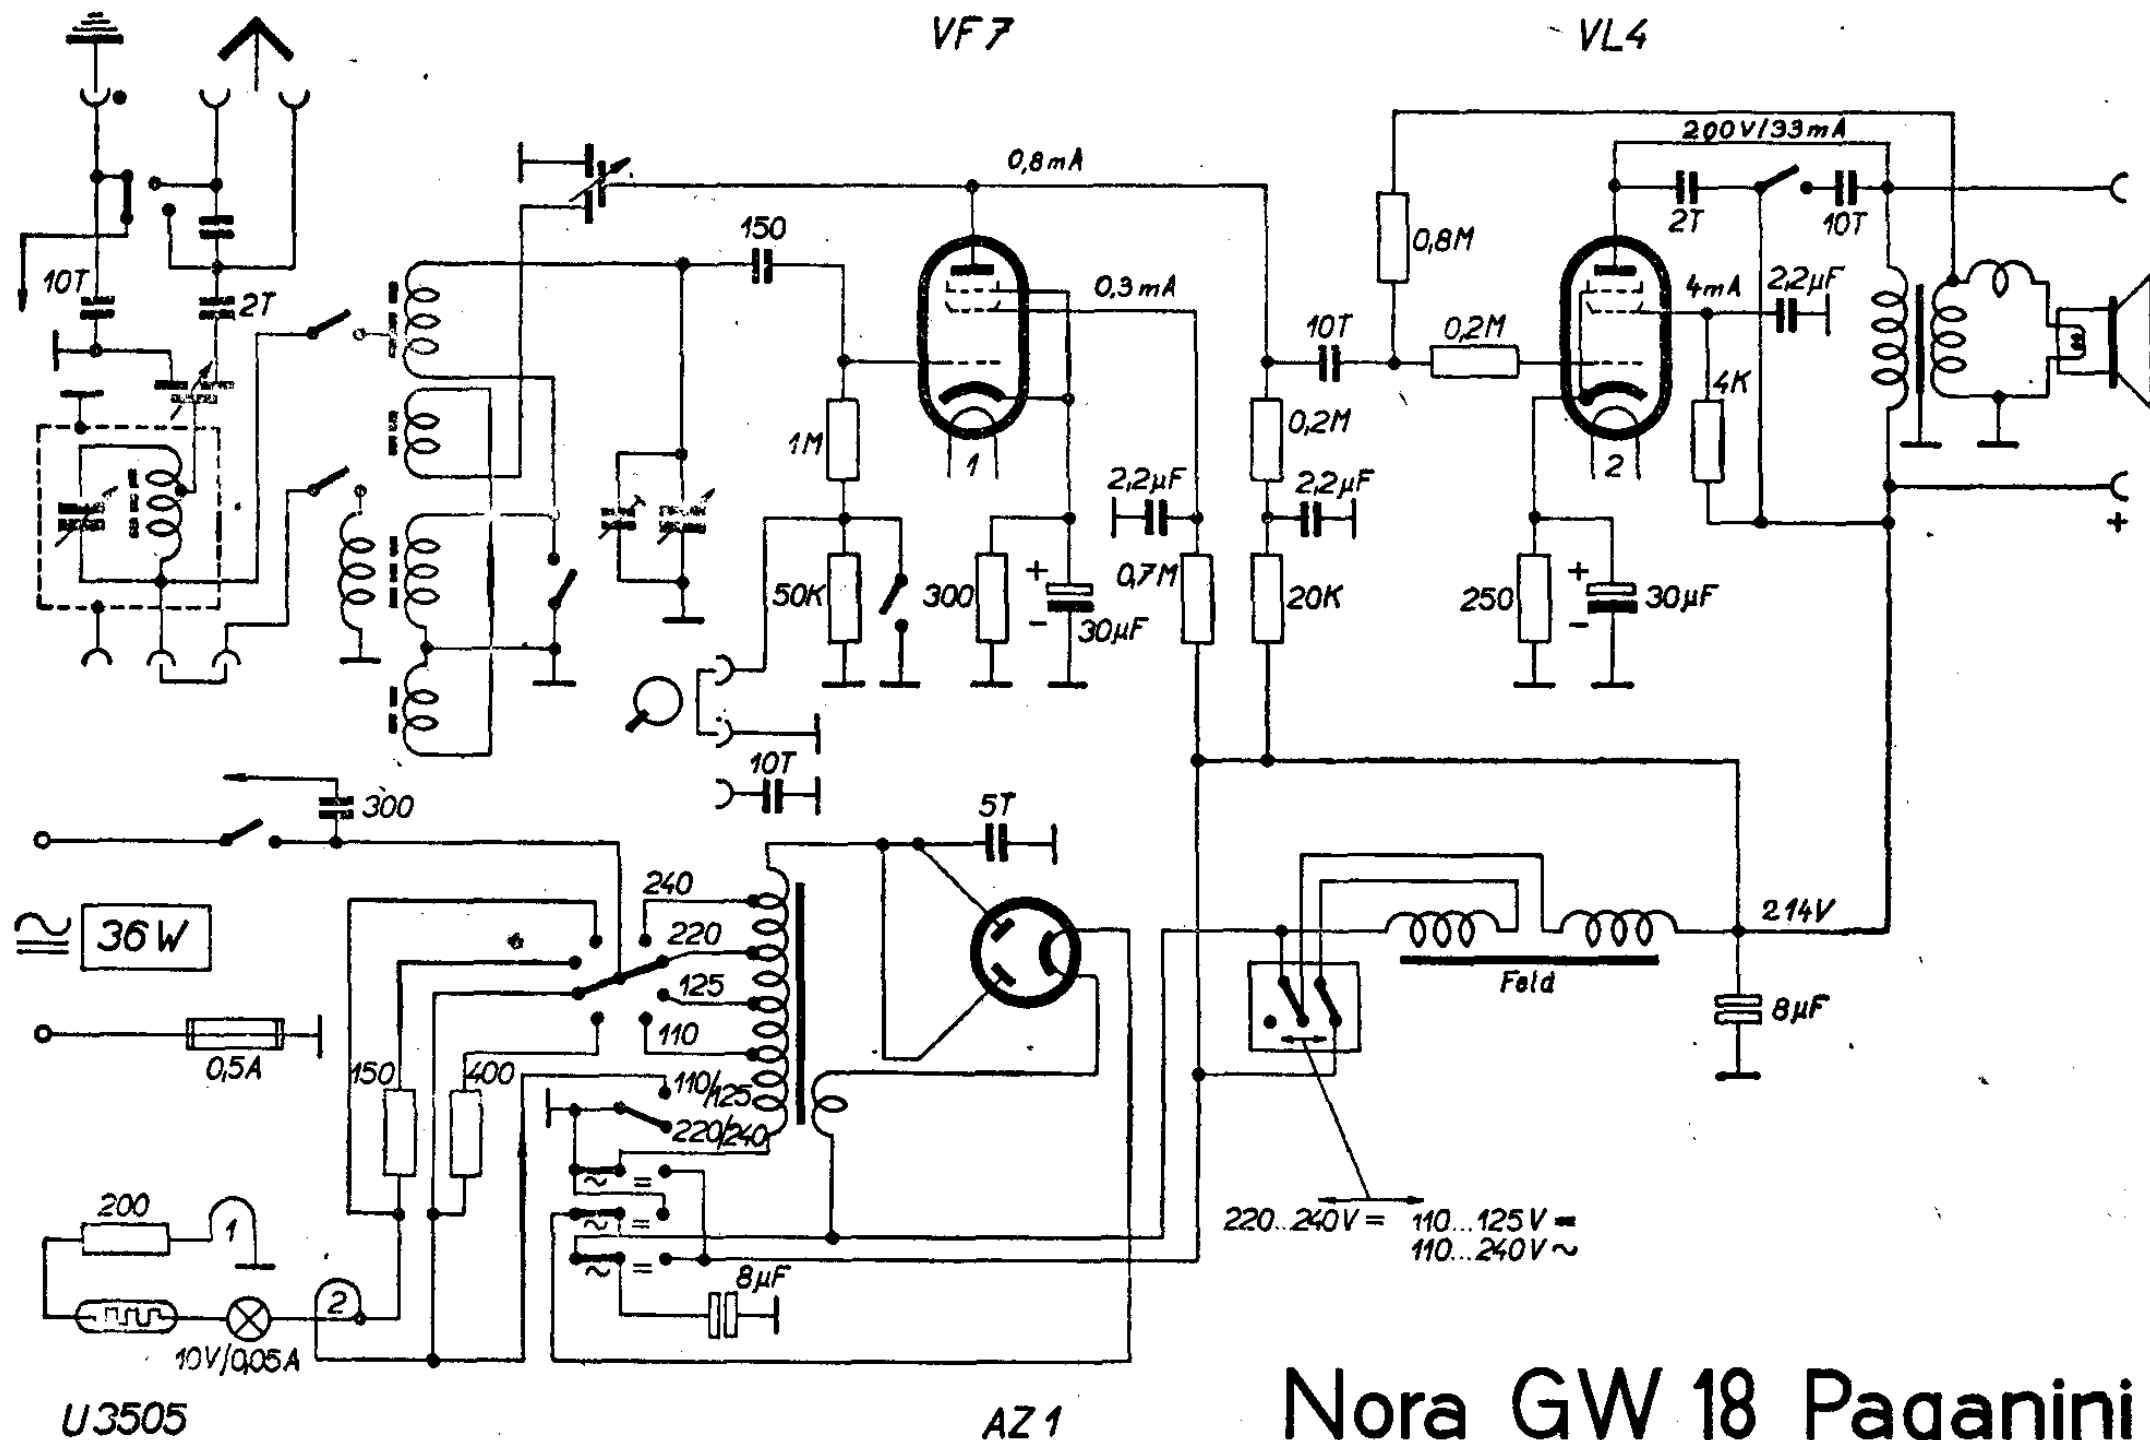 VF7
VL4
200V/33mA
0,8mA
150
2T
10T
0,8M
10T
2T
0,3mA
4mA
2,2µF
10T
0,2M
4K
1M
1
0,2M
2
2,2µF
2,2µF
50K
300
+
-
30µF
0,7M
20K
250
+
-
30µF
+
10T
300
5T
240
36W
220
214V
125
Feld
8µF
110
0,5A
150
400
110/125
220/240
~ =
~ =
~ =
200
1
220...240V= 110...125V=
110...240V~
8µF
2
10V/0,05A
U3505
AZ1
Nora GW 18 Paganini